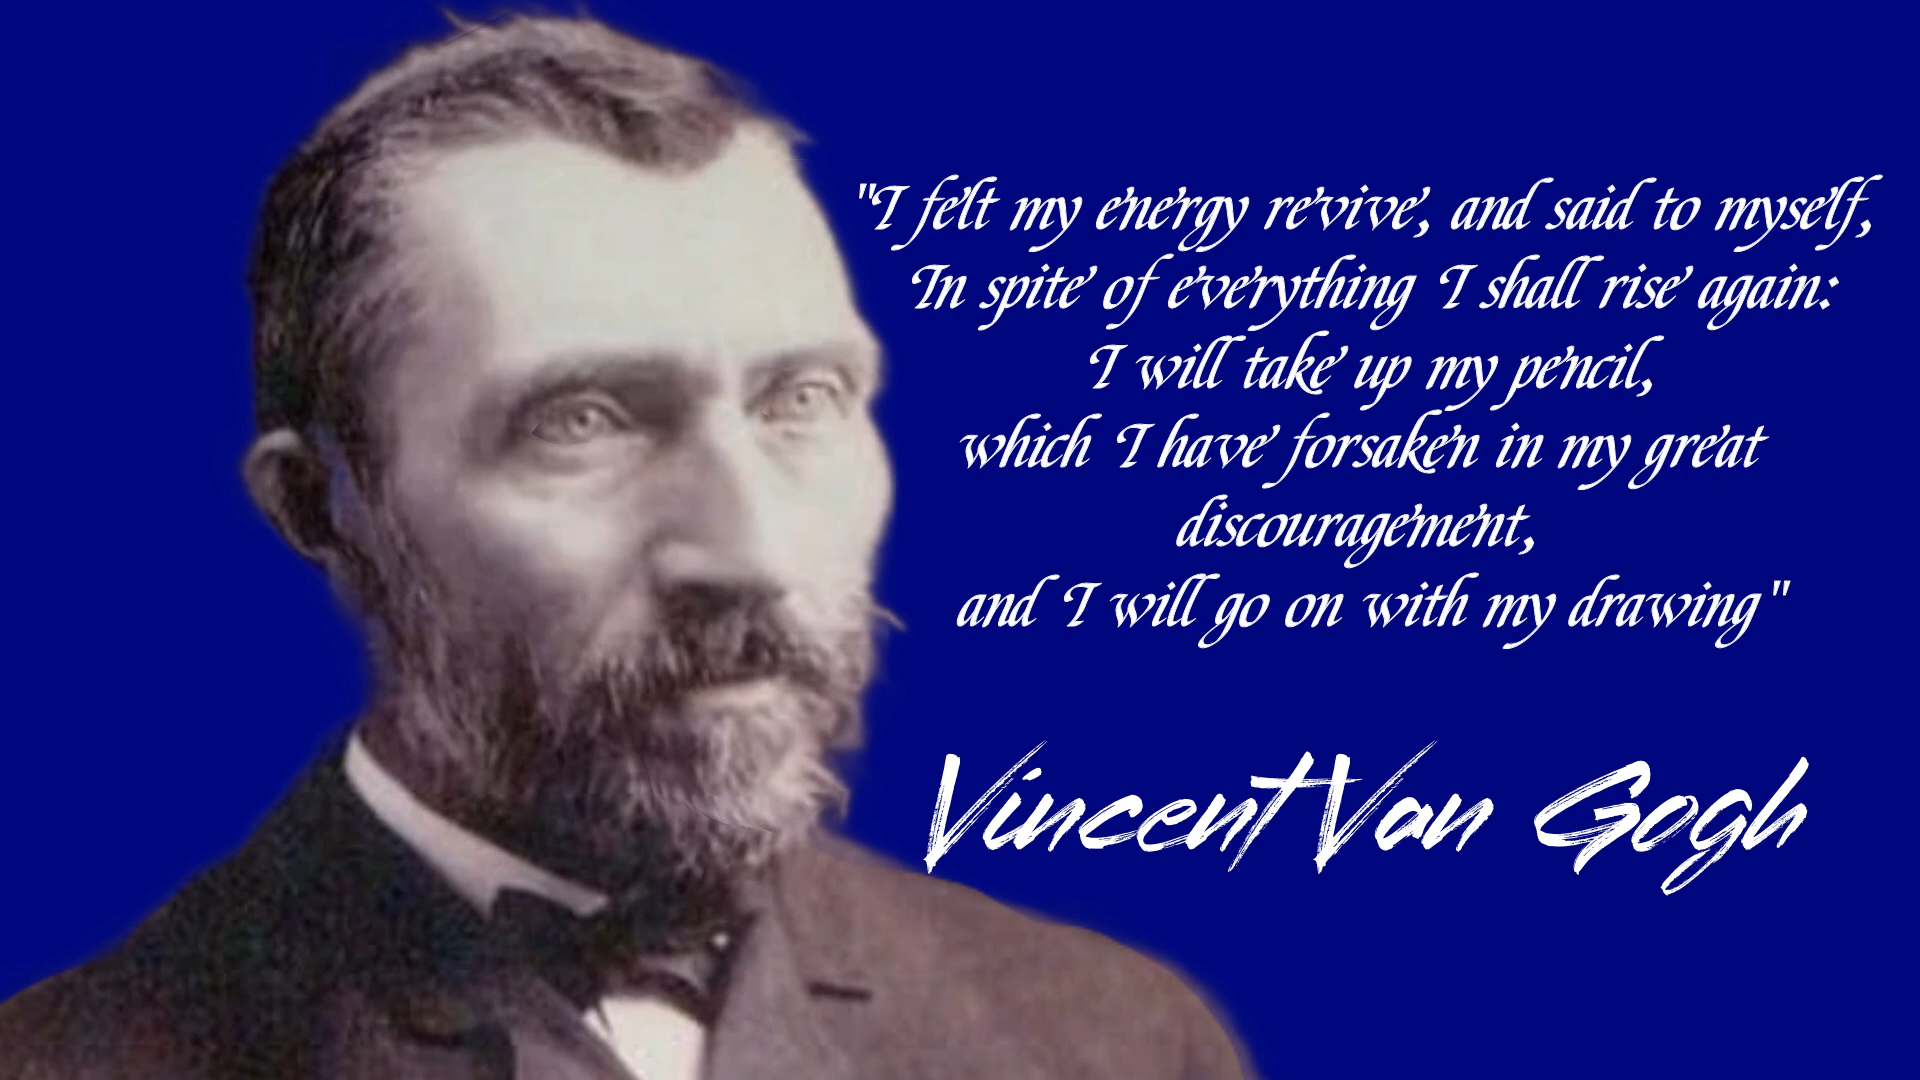 "I felt my energy revive, and said to myself,
In spite of everything I shall rise again:
I will take up my pencil,
which I have forsaken in my great
discouragement,
and I will go on with my drawing"
Vincent Van Gogh